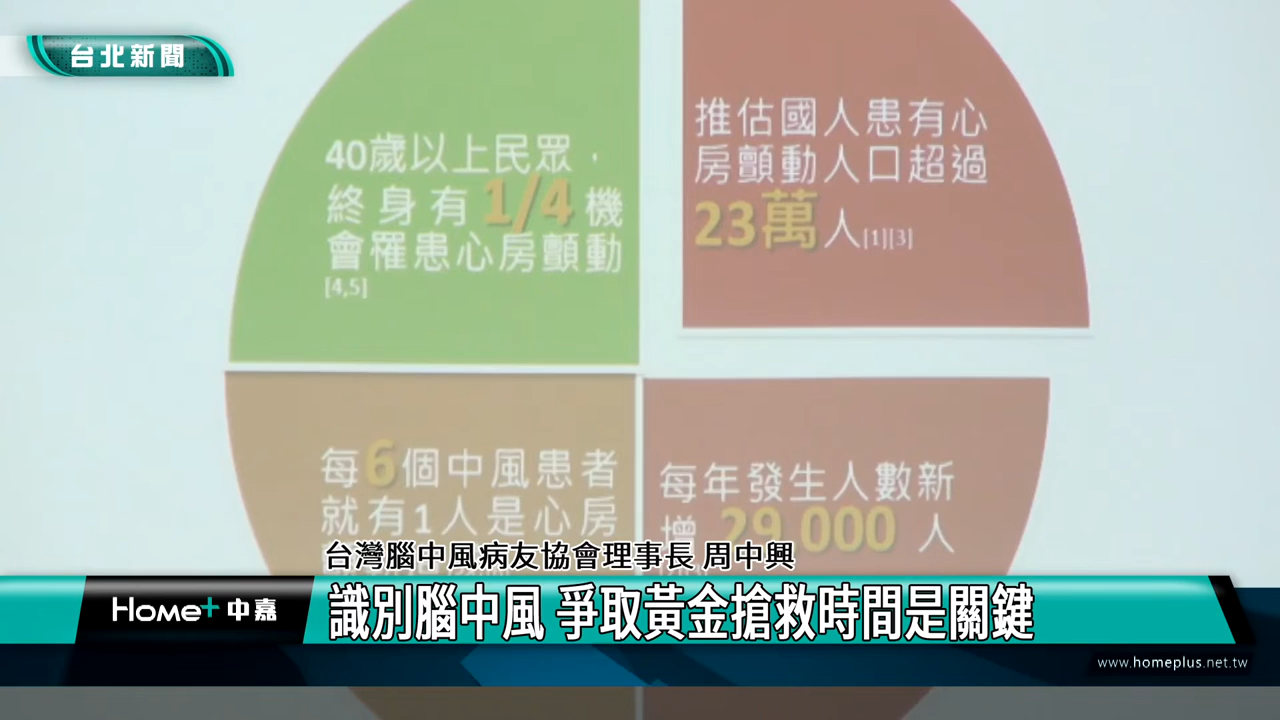 台北新聞
40歲以上民眾，
終身有1/4機
會罹患心房顫動
[4,5]
推估國人患有心
房顫動人口超過
23萬人[1][3]
每6個中風患者
就有1人是心房
每年發生人數新
增 29,000 人
台灣腦中風病友協會理事長 周中興
Home+中嘉
識別腦中風 爭取黃金搶救時間是關鍵
www.homeplus.net.tw